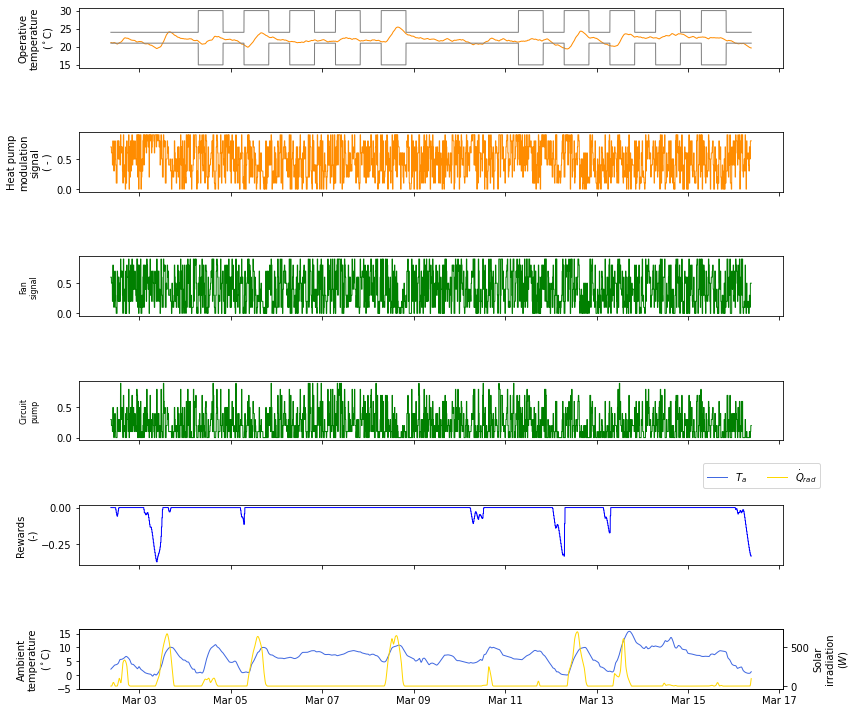 Operative
temperature
(°C)
30
25
20
15
Heat pump
modulation
signal
( - )
0.5
0.0
Fan
signal
0.5
0.0
Circuit
pump
0.5
0.0
T_a Q̇_rad
Rewards
(-)
0.00
−0.25
Ambient
temperature
(°C)
15
10
5
0
−5
500
0
Solar
irradiation
(W)
Mar 03 Mar 05 Mar 07 Mar 09 Mar 11 Mar 13 Mar 15 Mar 17